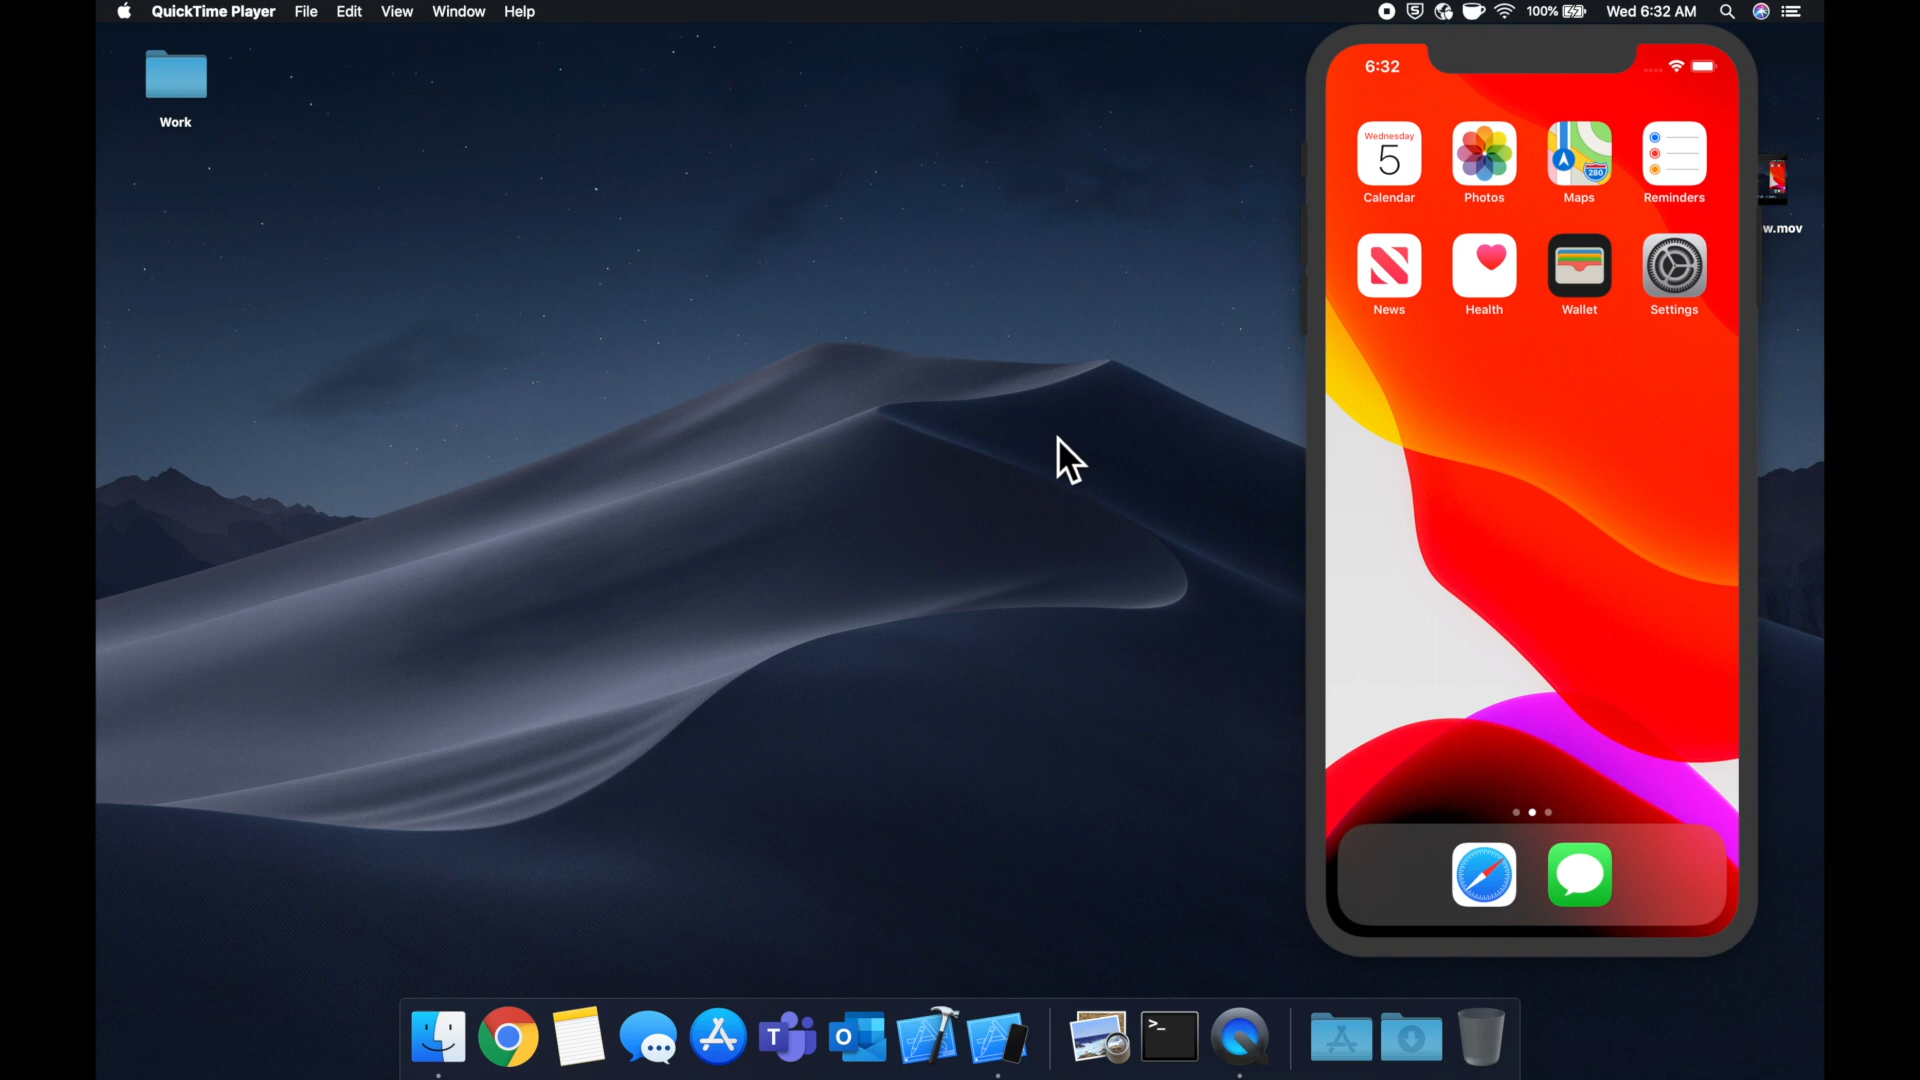 QuickTime Player File Edit View Window Help 100% Wed 6:32 AM
Work
w.mov
6:32
Wednesday
5
280
Calendar Photos Maps Reminders
News Health Wallet Settings
T O >_